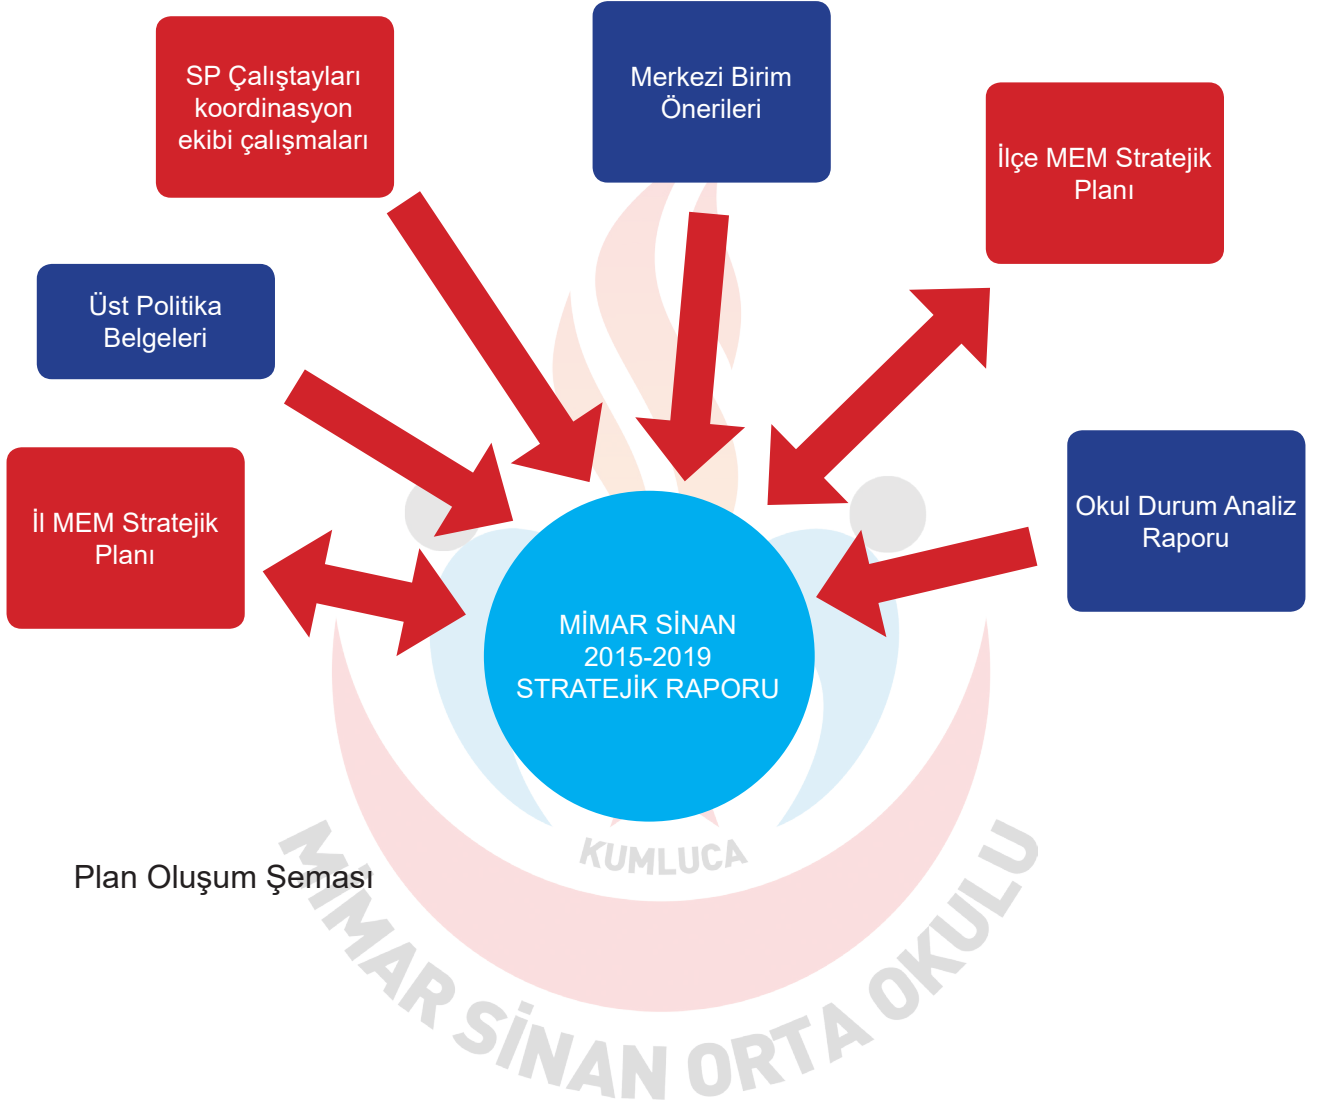 SP Çalıştayları
koordinasyon
ekibi çalışmaları
Merkezi Birim
Önerileri
İlçe MEM Stratejik
Planı
Üst Politika
Belgeleri
İl MEM Stratejik
Planı
Okul Durum Analiz
Raporu
MİMAR SİNAN
2015-2019
STRATEJİK RAPORU
KUMLUCA
Plan Oluşum Şeması
MİMAR SİNAN ORTA OKULU